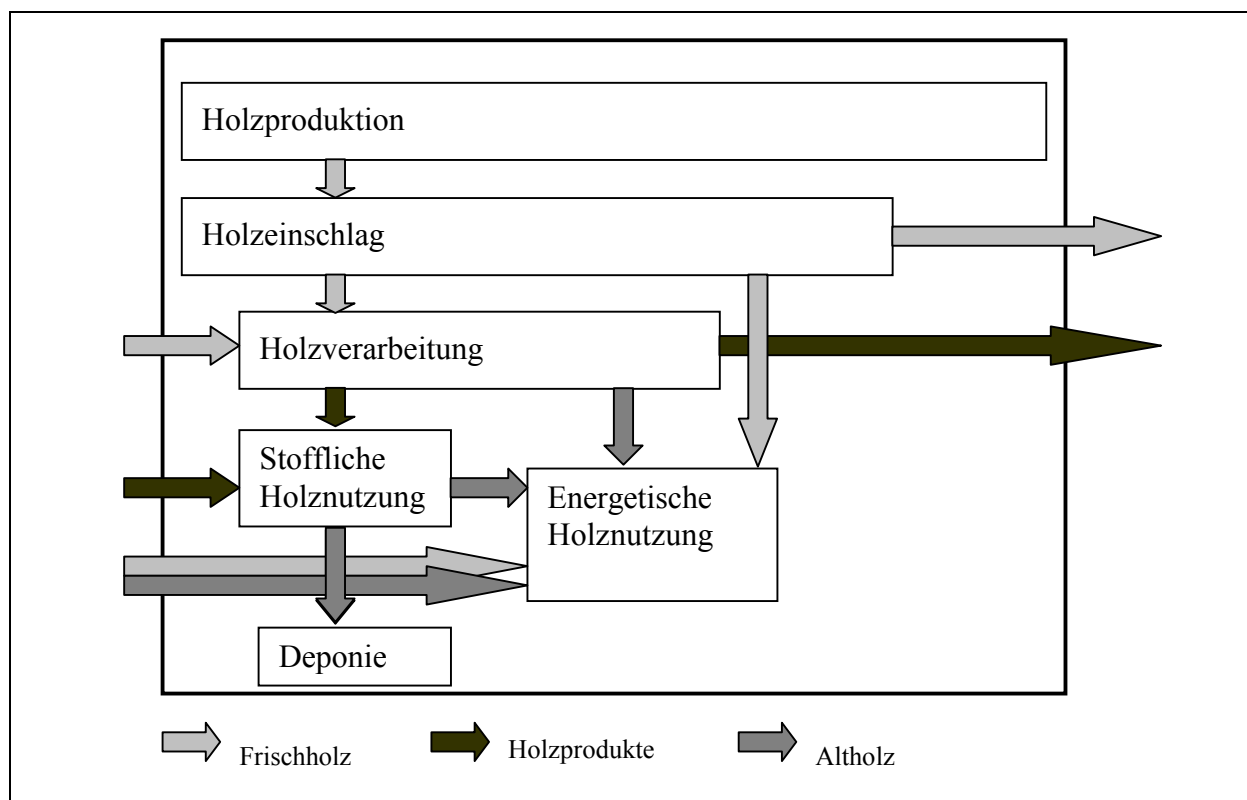 Holzproduktion
Holzeinschlag
Holzverarbeitung
Stoffliche
Holznutzung
Energetische
Holznutzung
Deponie
Frischholz
Holzprodukte
Altholz